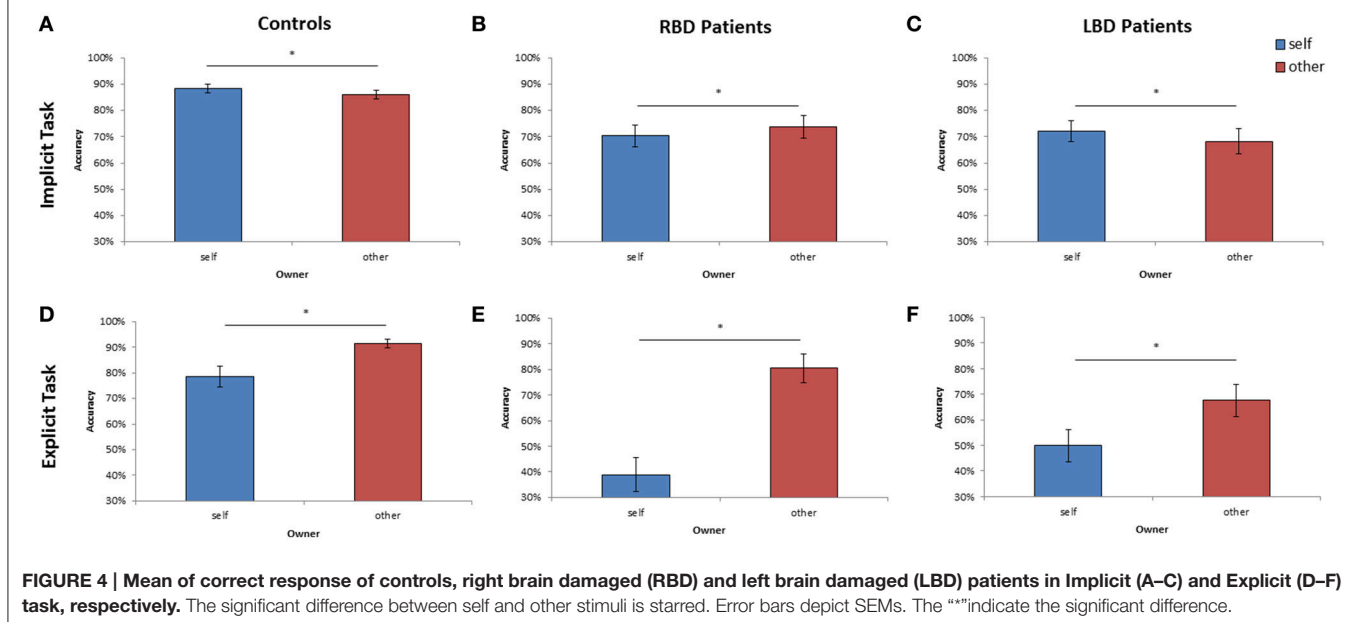 A
Controls
B
RBD Patients
C
LBD Patients
self
other
Implicit Task
100%
90%
80%
70%
60%
50%
40%
30%
Accuracy
*
self
other
Owner
100%
90%
80%
70%
60%
50%
40%
30%
Accuracy
*
self
other
Owner
100%
90%
80%
70%
60%
50%
40%
30%
Accuracy
*
self
other
Owner
Explicit Task
D
100%
90%
80%
70%
60%
50%
40%
30%
Accuracy
*
self
other
Owner
E
100%
90%
80%
70%
60%
50%
40%
30%
Accuracy
*
self
other
Owner
F
100%
90%
80%
70%
60%
50%
40%
30%
Accuracy
*
self
other
Owner
FIGURE 4 | Mean of correct response of controls, right brain damaged (RBD) and left brain damaged (LBD) patients in Implicit (A–C) and Explicit (D–F)
task, respectively. The significant difference between self and other stimuli is starred. Error bars depict SEMs. The “*”indicate the significant difference.